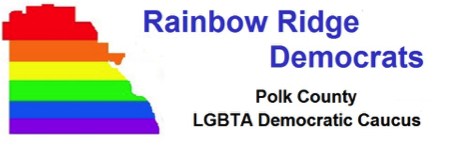 Rainbow Ridge
Democrats
Polk County
LGBTA Democratic Caucus